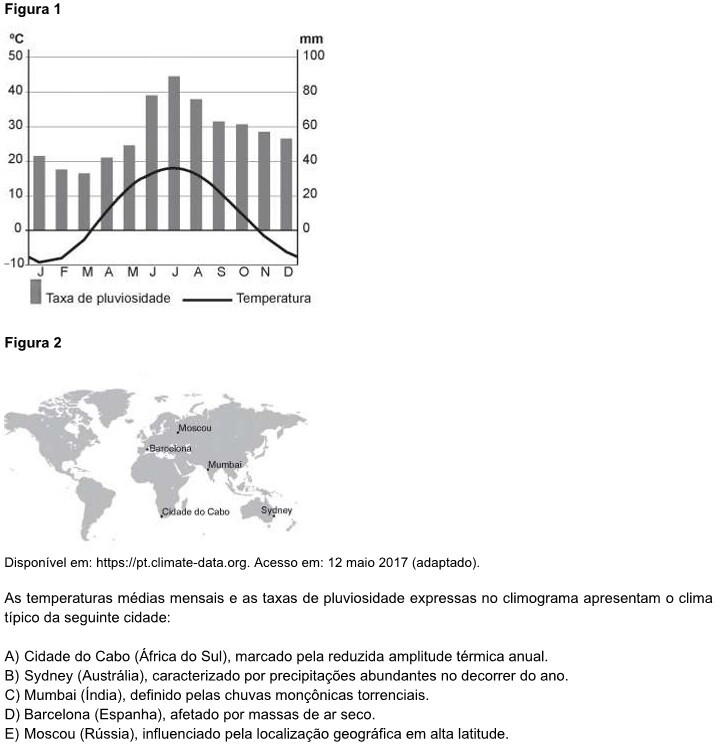 Figura 1
ºC
mm
50
100
40
80
30
60
20
40
10
20
0
0
–10
J F M A M J J A S O N D
Taxa de pluviosidade
Temperatura
Figura 2
Moscou
Barcelona
Mumbai
Cidade do Cabo
Sydney
Disponível em: https://pt.climate-data.org. Acesso em: 12 maio 2017 (adaptado).
As temperaturas médias mensais e as taxas de pluviosidade expressas no climograma apresentam o clima
típico da seguinte cidade:
A) Cidade do Cabo (África do Sul), marcado pela reduzida amplitude térmica anual.
B) Sydney (Austrália), caracterizado por precipitações abundantes no decorrer do ano.
C) Mumbai (Índia), definido pelas chuvas monçônicas torrenciais.
D) Barcelona (Espanha), afetado por massas de ar seco.
E) Moscou (Rússia), influenciado pela localização geográfica em alta latitude.